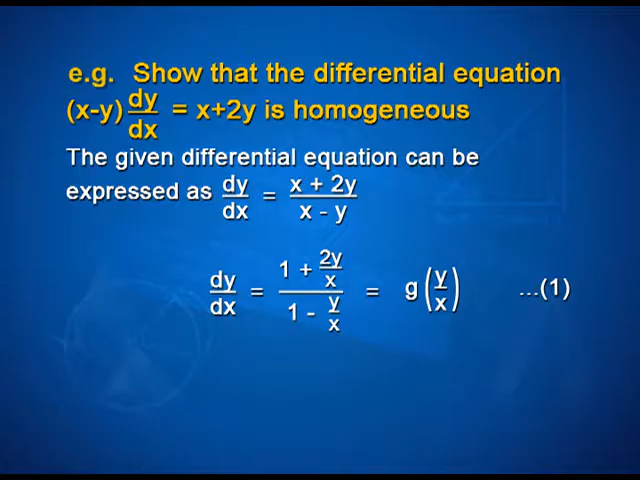 e.g. Show that the differential equation
(x-y) dy/dx = x+2y is homogeneous
The given differential equation can be
expressed as dy/dx = x + 2y / x - y
dy/dx = 1 + 2y/x / 1 - y/x = g (y/x) ...(1)